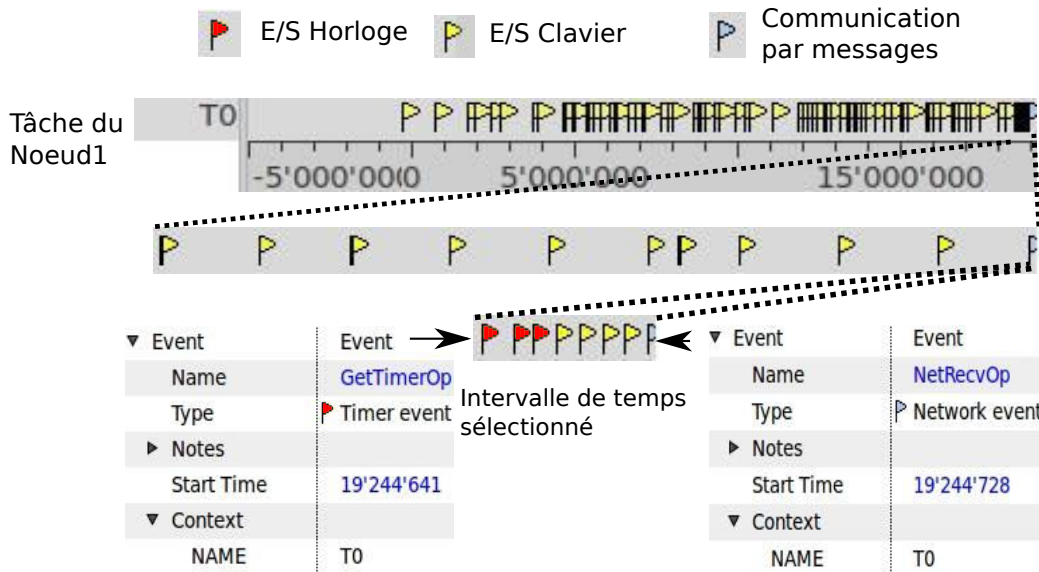 E/S Horloge
E/S Clavier
Communication
par messages
Tâche du
Noeud1
T0
-5'000'000
5'000'000
15'000'000
Event
Event
Name
GetTimerOp
Type
Timer event
Notes
Start Time
19'244'641
Context
NAME
T0
Intervalle de temps
sélectionné
Event
Event
Name
NetRecvOp
Type
Network event
Notes
Start Time
19'244'728
Context
NAME
T0